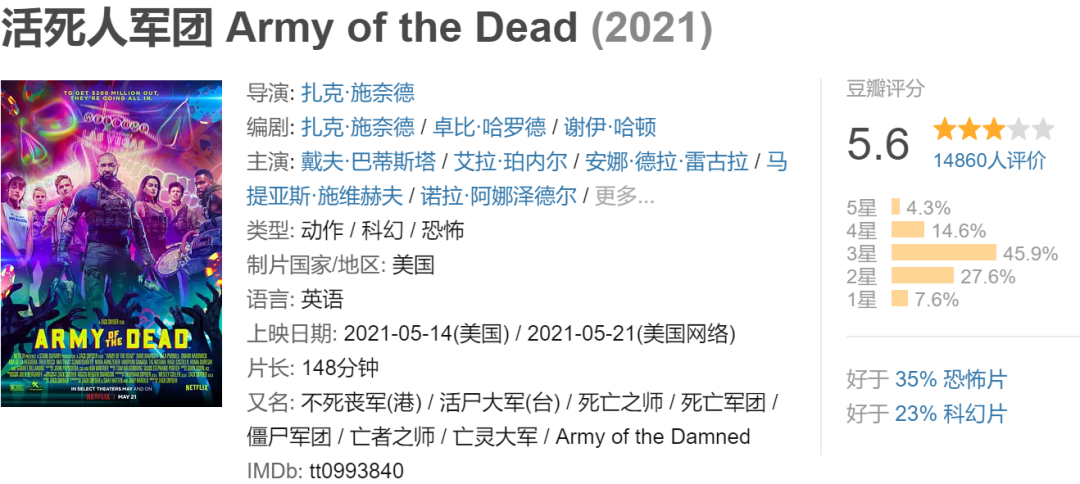 活死人军团 Army of the Dead (2021)
TO GET $200 MILLION OUT,
THEY'RE GOING ALL IN.
LAS VEGAS
ARMY OF THE DEAD
IN SELECT THEATERS MAY AND ON
NETFLIX | MAY 21
NETFLIX
导演: 扎克·施奈德
编剧: 扎克·施奈德 / 卓比·哈罗德 / 谢伊·哈顿
主演: 戴夫·巴蒂斯塔 / 艾拉·珀内尔 / 安娜·德拉·雷古拉 / 马
提亚斯·施维赫夫 / 诺拉·阿娜泽德尔 / 更多...
类型: 动作 / 科幻 / 恐怖
制片国家/地区: 美国
语言: 英语
上映日期: 2021-05-14(美国) / 2021-05-21(美国网络)
片长: 148分钟
又名: 不死丧军(港) / 活尸大军(台) / 死亡之师 / 死亡军团 /
僵尸军团 / 亡者之师 / 亡灵大军 / Army of the Damned
IMDb: tt0993840
豆瓣评分
5.6
14860人评价
5星 4.3%
4星 14.6%
3星 45.9%
2星 27.6%
1星 7.6%
好于 35% 恐怖片
好于 23% 科幻片